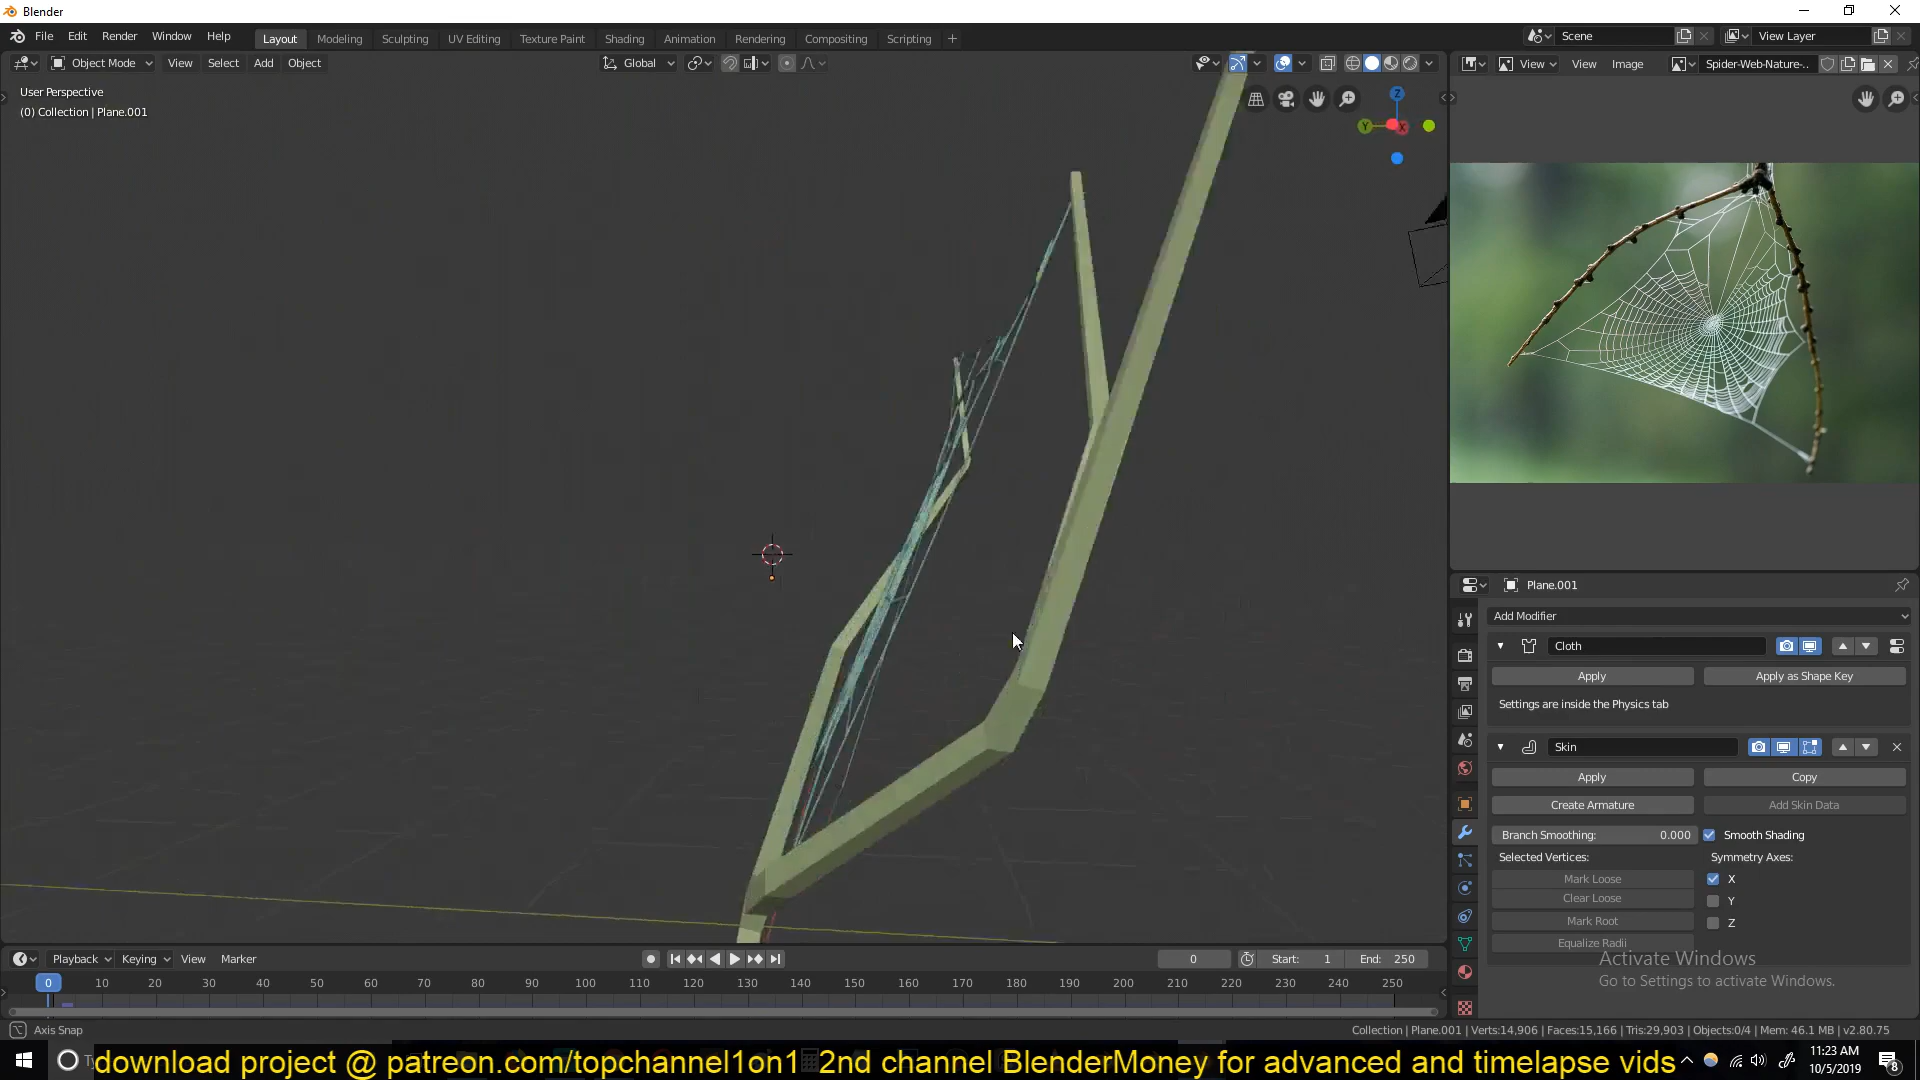 Blender
File Edit Render Window Help
Layout Modeling Sculpting UV Editing Texture Paint Shading Animation Rendering Compositing Scripting +
Scene View Layer
Object Mode View Select Add Object Global
View View Image Spider-Web-Nature-..
User Perspective
(0) Collection | Plane.001
Z
Y X
Plane.001
Add Modifier
Cloth
Apply Apply as Shape Key
Settings are inside the Physics tab
Skin
Apply Copy
Create Armature Add Skin Data
Branch Smoothing: 0.000 Smooth Shading
Selected Vertices: Symmetry Axes:
Mark Loose X
Clear Loose Y
Mark Root Z
Equalize Radii
Activate Windows
Go to Settings to activate Windows.
Playback Keying View Marker 0 Start: 1 End: 250
0 10 20 30 40 50 60 70 80 90 100 110 120 130 140 150 160 170 180 190 200 210 220 230 240 250
Axis Snap
Collection | Plane.001 | Verts:14,906 | Faces:15,166 | Tris:29,903 | Objects:0/4 | Mem: 46.1 MB | v2.80.75
download project @ patreon.com/topchannel1on1 2nd channel BlenderMoney for advanced and timelapse vids
11:23 AM
10/5/2019
8